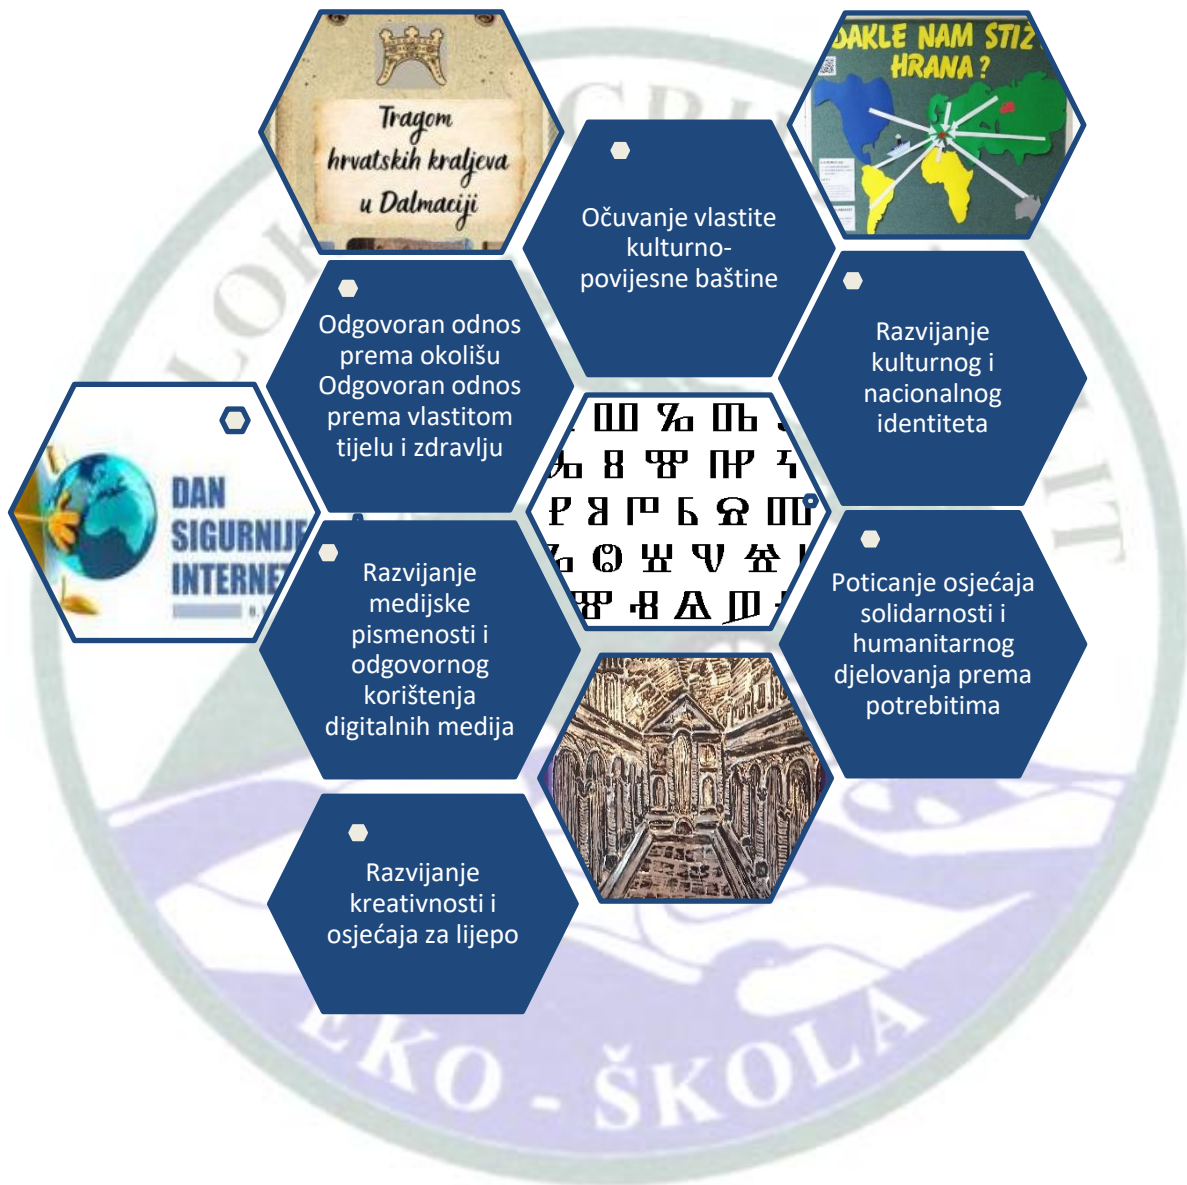 Tragom
hrvatskih kraljeva
u Dalmaciji
HRANA?
NAM
Očuvanje vlastite
kulturno-
povijesne baštine
Odgovoran odnos
prema okolišu
Odgovoran odnos
prema vlastitom
tijelu i zdravlju
Razvijanje
kulturnog i
nacionalnog
identiteta
DAN
SIGURNIJE
INTERNE
Razvijanje
medijske
pismenosti i
odgovornog
korištenja
digitalnih medija
Poticanje osjećaja
solidarnosti i
humanitarnog
djelovanja prema
potrebitima
Razvijanje
kreativnosti i
osjećaja za lijepo
EKO - ŠKOLA